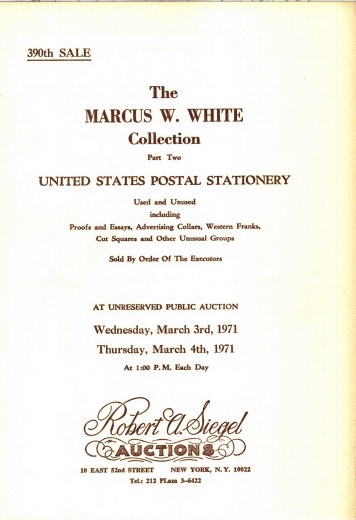 390th SALE
The
MARCUS W. WHITE
Collection
Part Two
UNITED STATES POSTAL STATIONERY
Used and Unused
including
Proofs and Essays, Advertising Collars, Western Franks,
Cut Squares and Other Unusual Groups
Sold By Order Of The Executors
AT UNRESERVED PUBLIC AUCTION
Wednesday, March 3rd, 1971
Thursday, March 4th, 1971
At 1:00 P.M. Each Day
Robert A. Siegel
AUCTIONS
10 EAST 52nd STREET NEW YORK, N. Y. 10022
Tel.: 212 PLaza 3-6422